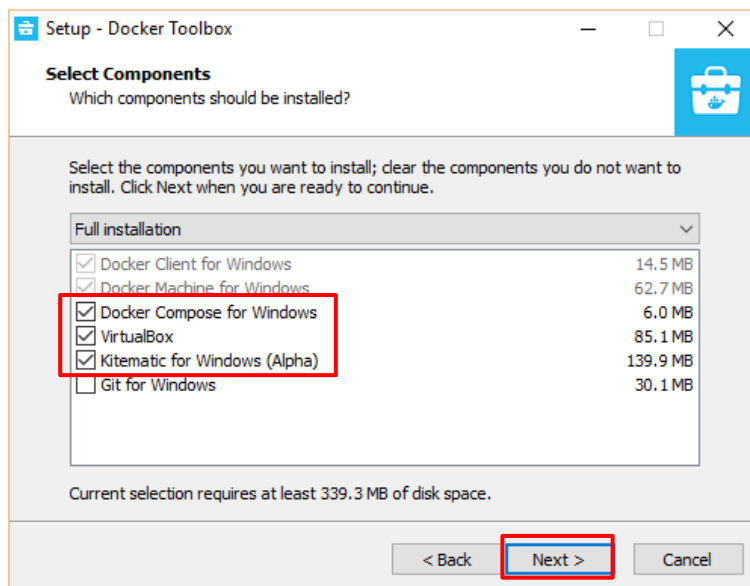 Setup - Docker Toolbox
Select Components
Which components should be installed?
Select the components you want to install; clear the components you do not want to
install. Click Next when you are ready to continue.
Full installation
Docker Client for Windows 14.5 MB
Docker Machine for Windows 62.7 MB
Docker Compose for Windows 6.0 MB
VirtualBox 85.1 MB
Kitematic for Windows (Alpha) 139.9 MB
Git for Windows 30.1 MB
Current selection requires at least 339.3 MB of disk space.
< Back Next > Cancel